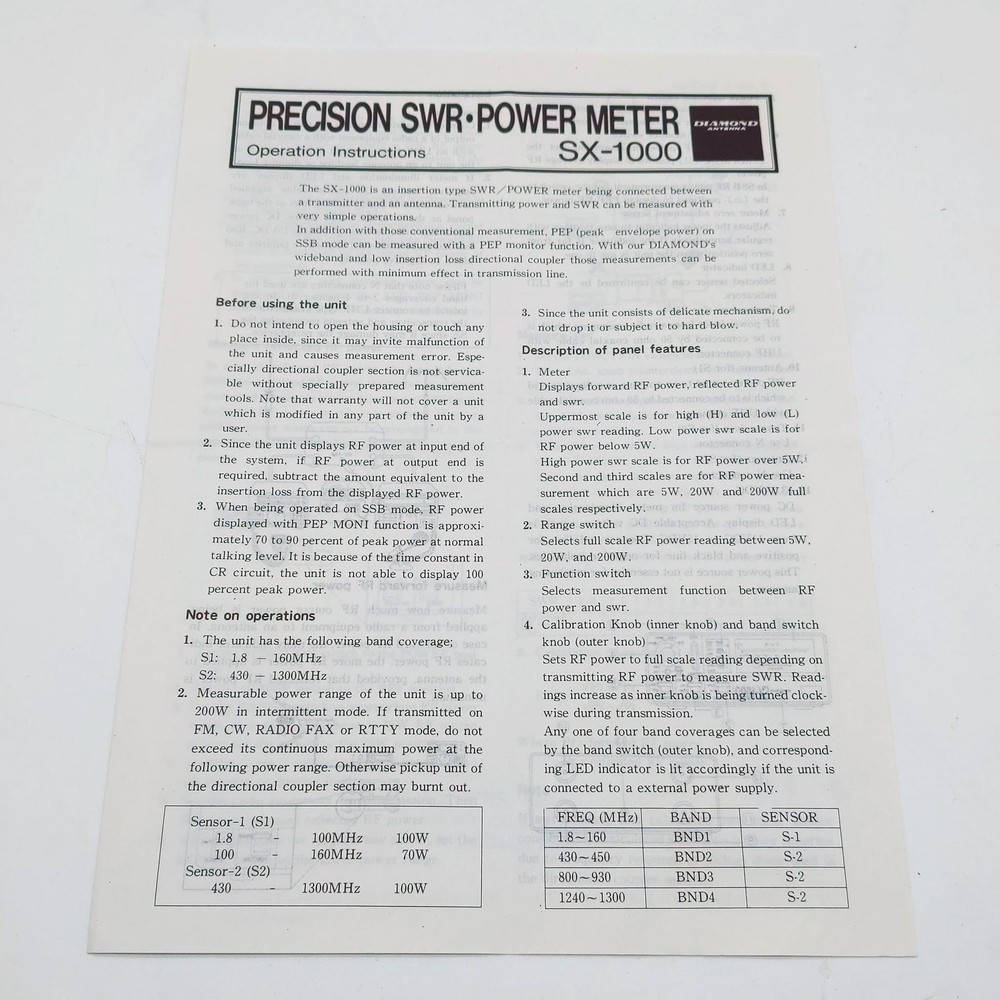 PRECISION SWR•POWER METER
Operation Instructions SX-1000
DIAMOND
ANTENNA
The SX-1000 is an insertion type SWR/POWER meter being connected between
a transmitter and an antenna. Transmitting power and SWR can be measured with
very simple operations.
In addition with those conventional measurement, PEP (peak envelope power) on
SSB mode can be measured with a PEP monitor function. With our DIAMOND's
wideband and low insertion loss directional coupler those measurements can be
performed with minimum effect in transmission line.
Before using the unit
1. Do not intend to open the housing or touch any
place inside, since it may invite malfunction of
the unit and causes measurement error. Espe-
cially directional coupler section is not servica-
ble without specially prepared measurement
tools. Note that warranty will not cover a unit
which is modified in any part of the unit by a
user.
2. Since the unit displays RF power at input end of
the system, if RF power at output end is
required, subtract the amount equivalent to the
insertion loss from the displayed RF power.
3. When being operated on SSB mode, RF power
displayed with PEP MONI function is approxi-
mately 70 to 90 percent of peak power at normal
talking level. It is because of the time constant in
CR circuit, the unit is not able to display 100
percent peak power.
Note on operations
1. The unit has the following band coverage;
S1: 1.8 - 160MHz
S2: 430 - 1300MHz
2. Measurable power range of the unit is up to
200W in intermittent mode. If transmitted on
FM, CW, RADIO FAX or RTTY mode, do not
exceed its continuous maximum power at the
following power range. Otherwise pickup unit of
the directional coupler section may burnt out.
Sensor-1 (S1)
1.8 - 100MHz 100W
100 - 160MHz 70W
Sensor-2 (S2)
430 - 1300MHz 100W
3. Since the unit consists of delicate mechanism, do
not drop it or subject it to hard blow.
Description of panel features
1. Meter
Displays forward RF power, reflected RF power
and swr.
Uppermost scale is for high (H) and low (L)
power swr reading. Low power swr scale is for
RF power below 5W.
High power swr scale is for RF power over 5W.
Second and third scales are for RF power mea-
surement which are 5W, 20W and 200W full
scales respectively.
2. Range switch
Selects full scale RF power reading between 5W,
20W, and 200W.
3. Function switch
Selects measurement function between RF
power and swr.
4. Calibration Knob (inner knob) and band switch
knob (outer knob)
Sets RF power to full scale reading depending on
transmitting RF power to measure SWR. Read-
ings increase as inner knob is being turned clock-
wise during transmission.
Any one of four band coverages can be selected
by the band switch (outer knob), and correspond-
ing LED indicator is lit accordingly if the unit is
connected to a external power supply.
FREQ (MHz) BAND SENSOR
1.8~160 BND1 S-1
430~450 BND2 S-2
800~930 BND3 S-2
1240~1300 BND4 S-2